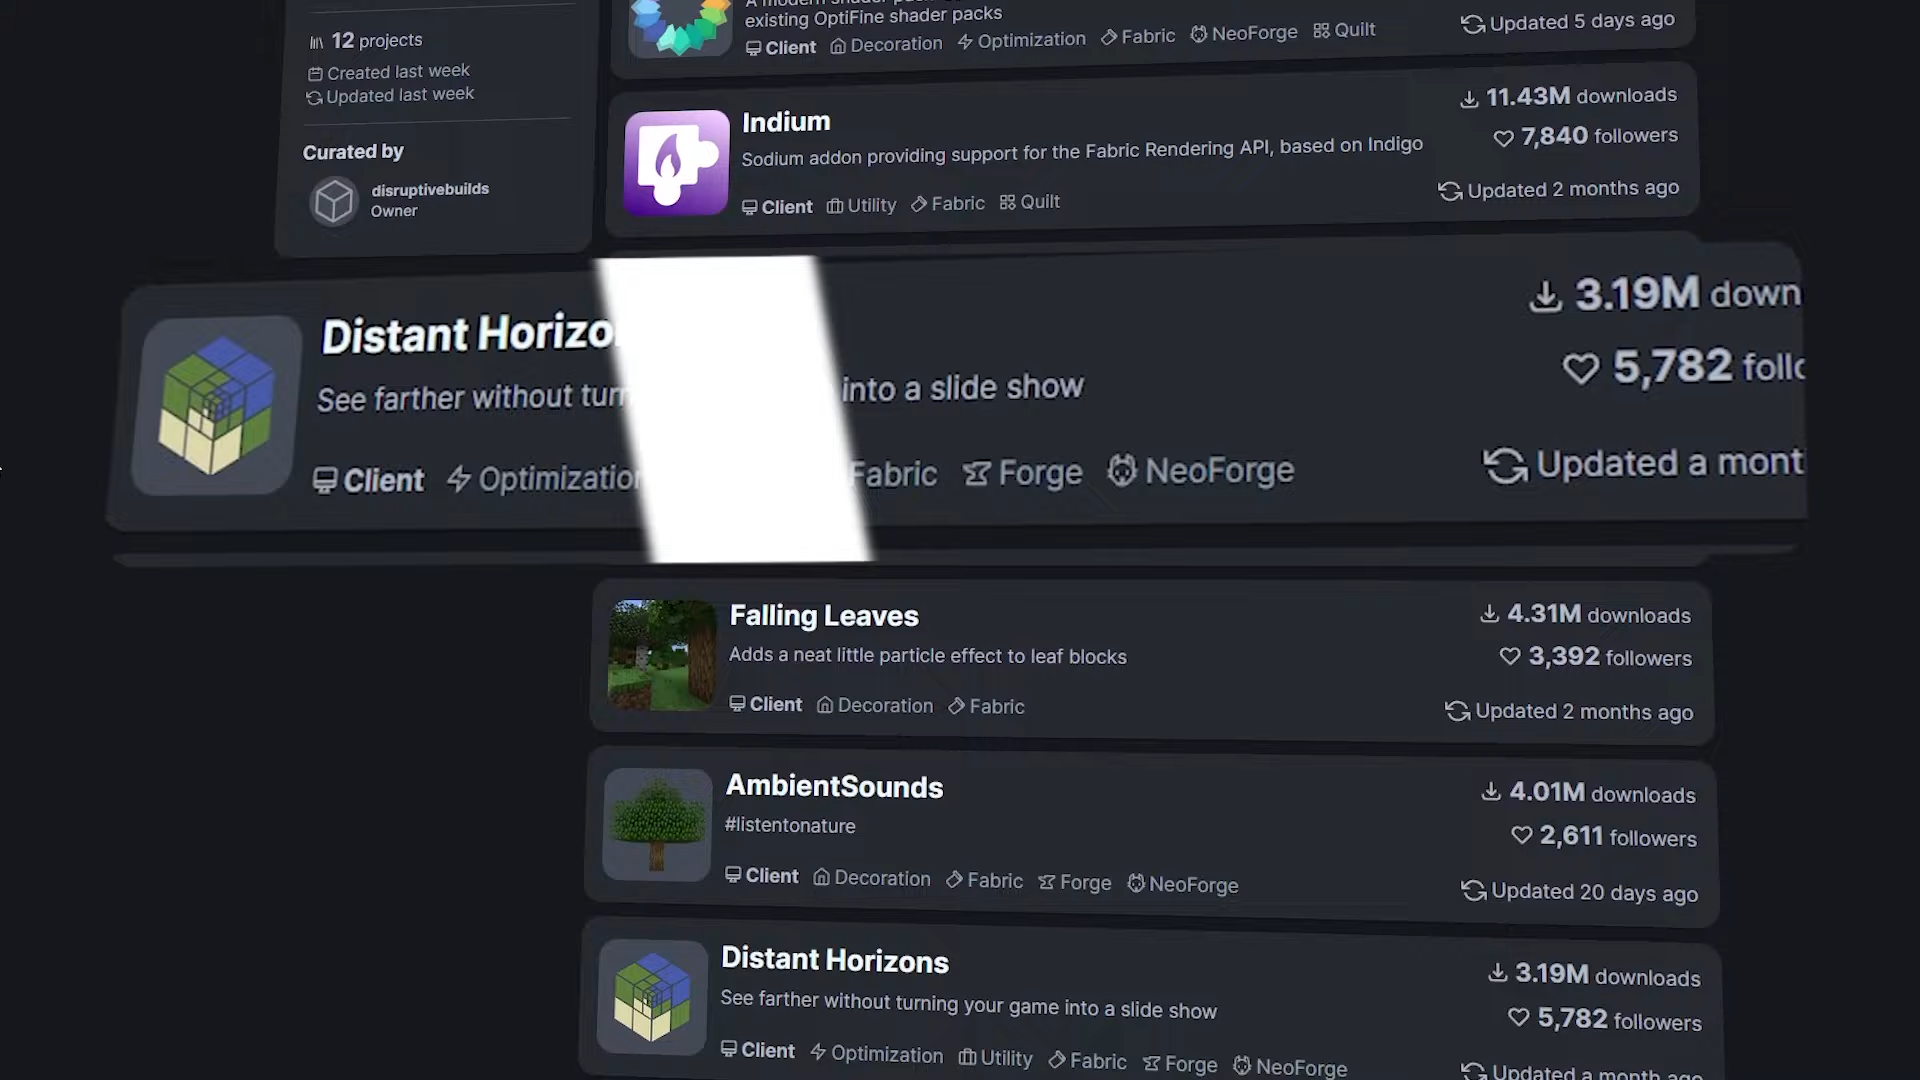 12 projects
Created last week
Updated last week
Curated by
disruptivebuilds
Owner
existing OptiFine shader packs
Client Decoration Optimization Fabric NeoForge Quilt
Updated 5 days ago
Indium
Sodium addon providing support for the Fabric Rendering API, based on Indigo
Client Utility Fabric Quilt
11.43M downloads
7,840 followers
Updated 2 months ago
Distant Horizo
See farther without turn into a slide show
Client Optimization Fabric Forge NeoForge
3.19M down
5,782 follo
Updated a mont
Falling Leaves
Adds a neat little particle effect to leaf blocks
Client Decoration Fabric
4.31M downloads
3,392 followers
Updated 2 months ago
AmbientSounds
#listentonature
Client Decoration Fabric Forge NeoForge
4.01M downloads
2,611 followers
Updated 20 days ago
Distant Horizons
See farther without turning your game into a slide show
Client Optimization Utility Fabric Forge NeoForge
3.19M downloads
5,782 followers
Updated a month ago